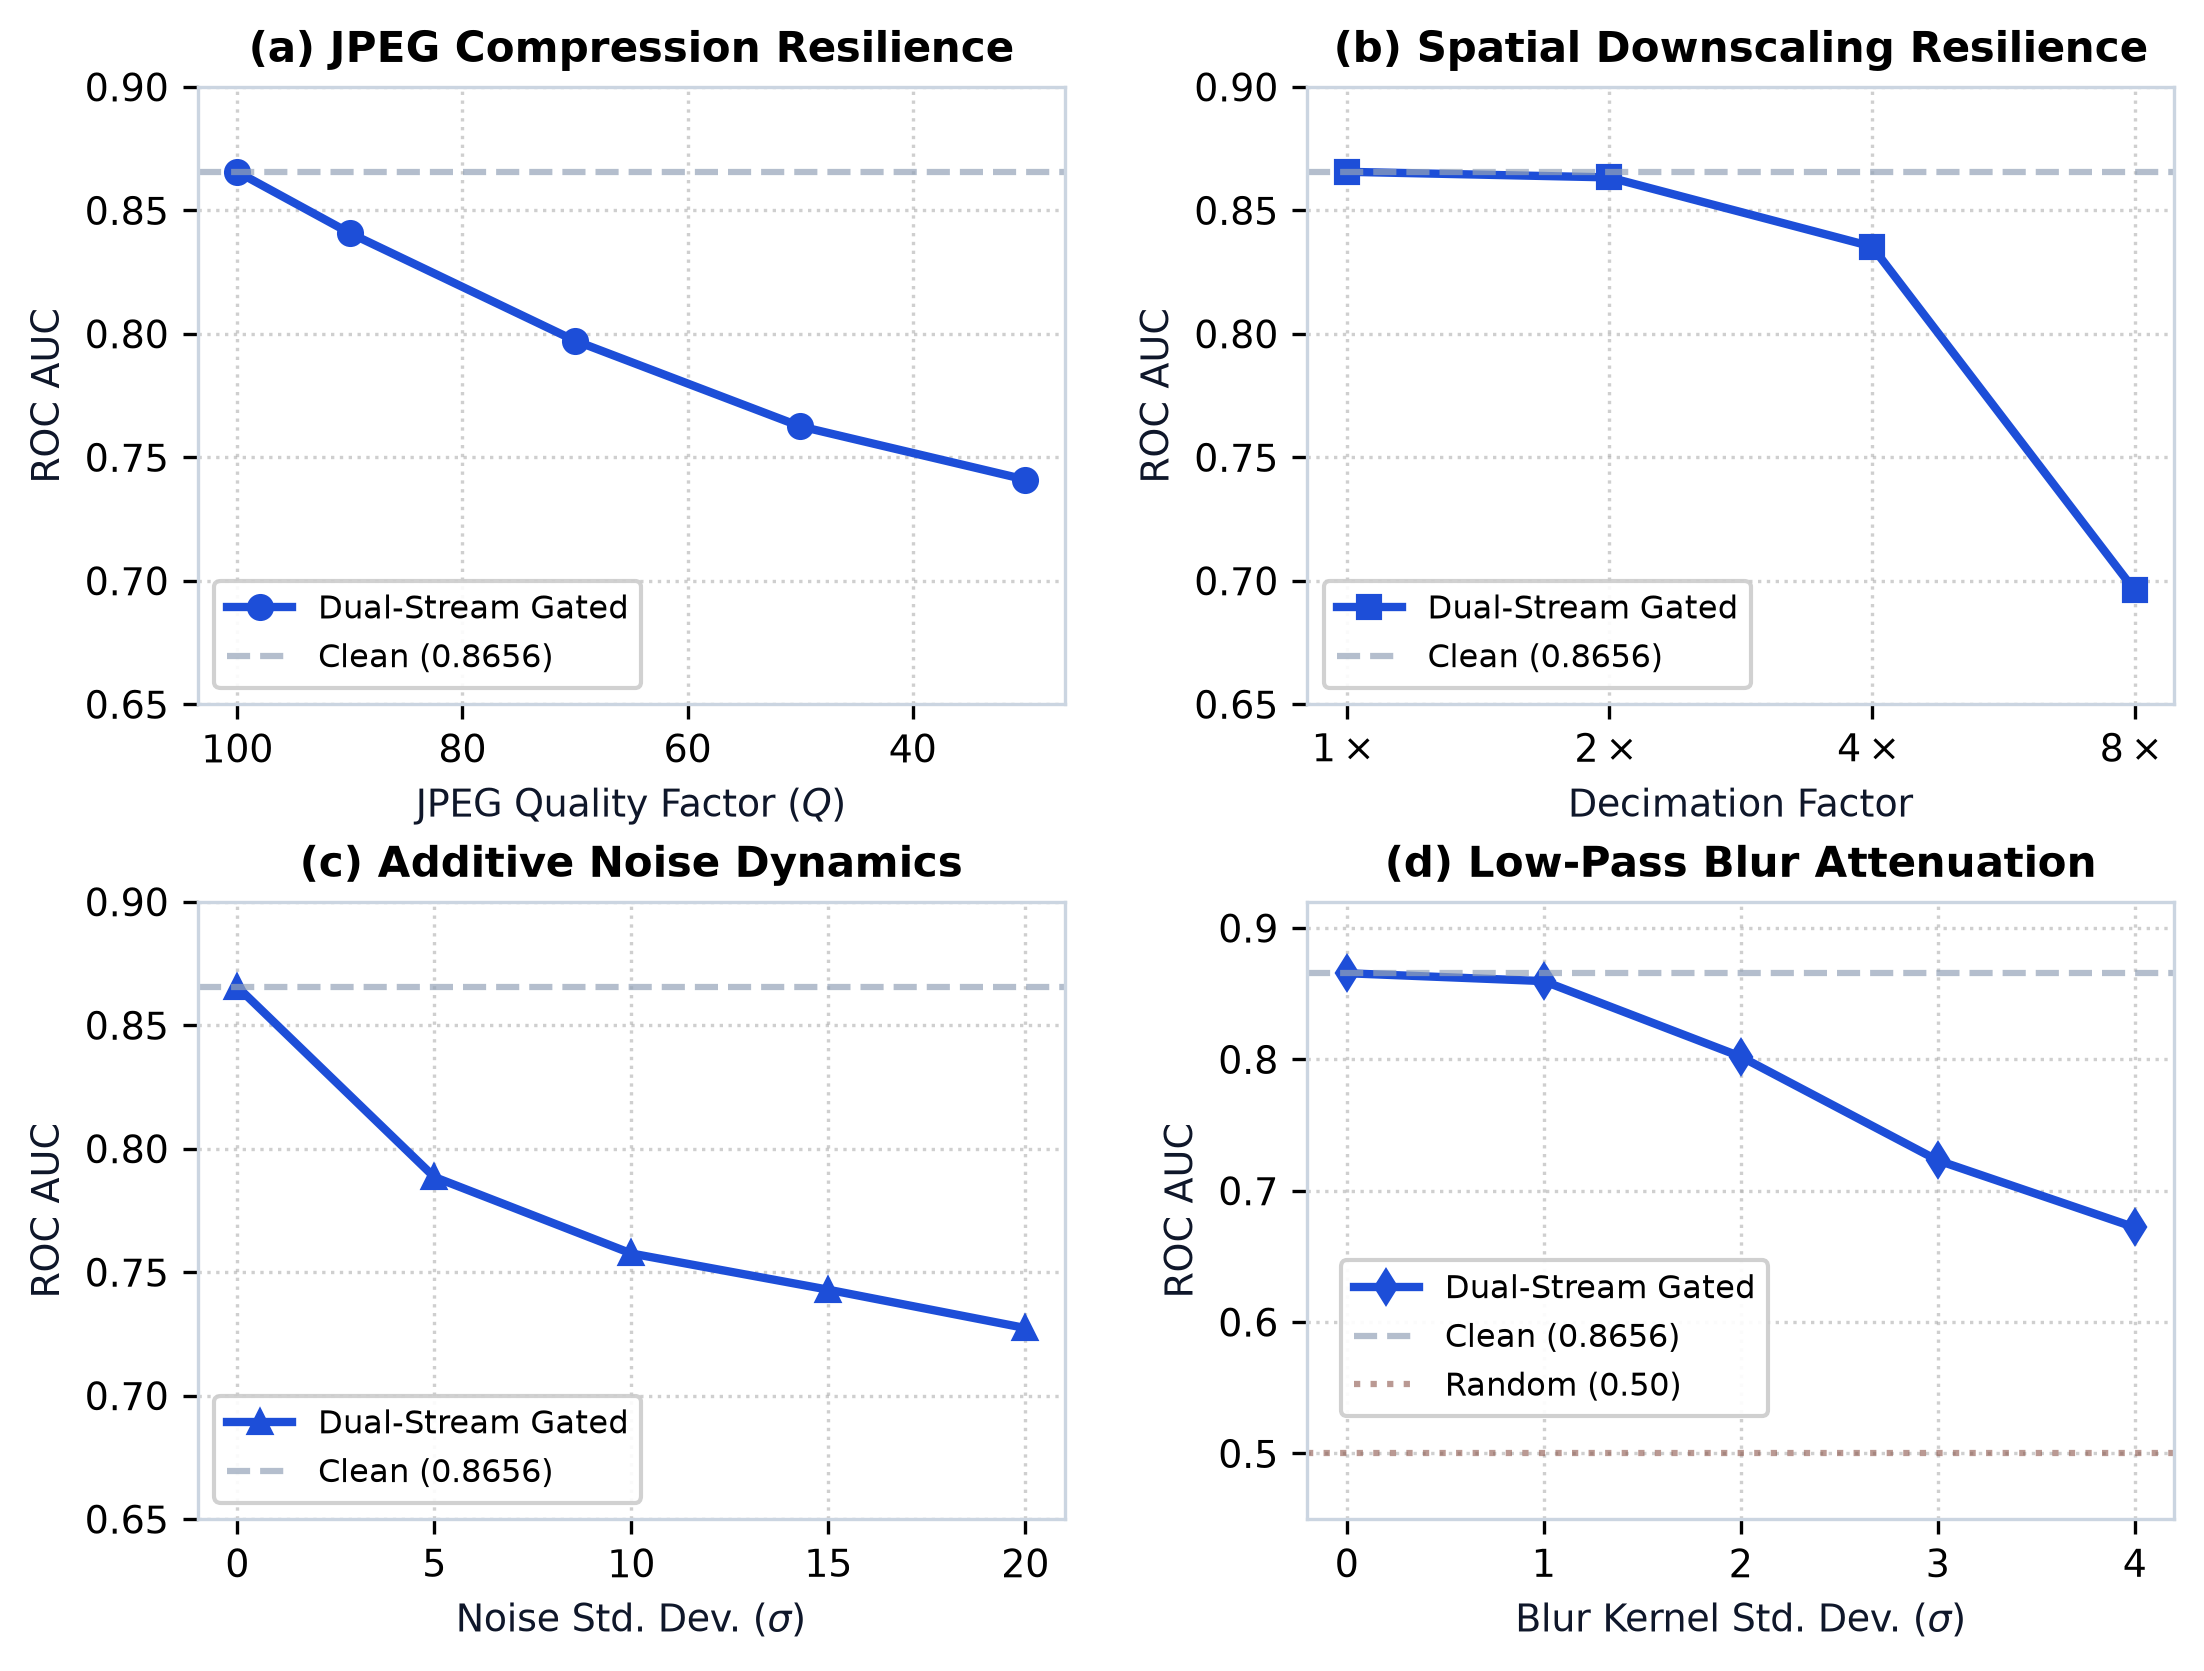 (a) JPEG Compression Resilience
ROC AUC
0.90
0.85
0.80
0.75
0.70
0.65
Dual-Stream Gated
Clean (0.8656)
100 80 60 40
JPEG Quality Factor (Q)
(b) Spatial Downscaling Resilience
ROC AUC
0.90
0.85
0.80
0.75
0.70
0.65
Dual-Stream Gated
Clean (0.8656)
1× 2× 4× 8×
Decimation Factor
(c) Additive Noise Dynamics
ROC AUC
0.90
0.85
0.80
0.75
0.70
0.65
Dual-Stream Gated
Clean (0.8656)
0 5 10 15 20
Noise Std. Dev. (σ)
(d) Low-Pass Blur Attenuation
ROC AUC
0.9
0.8
0.7
0.6
0.5
Dual-Stream Gated
Clean (0.8656)
Random (0.50)
0 1 2 3 4
Blur Kernel Std. Dev. (σ)